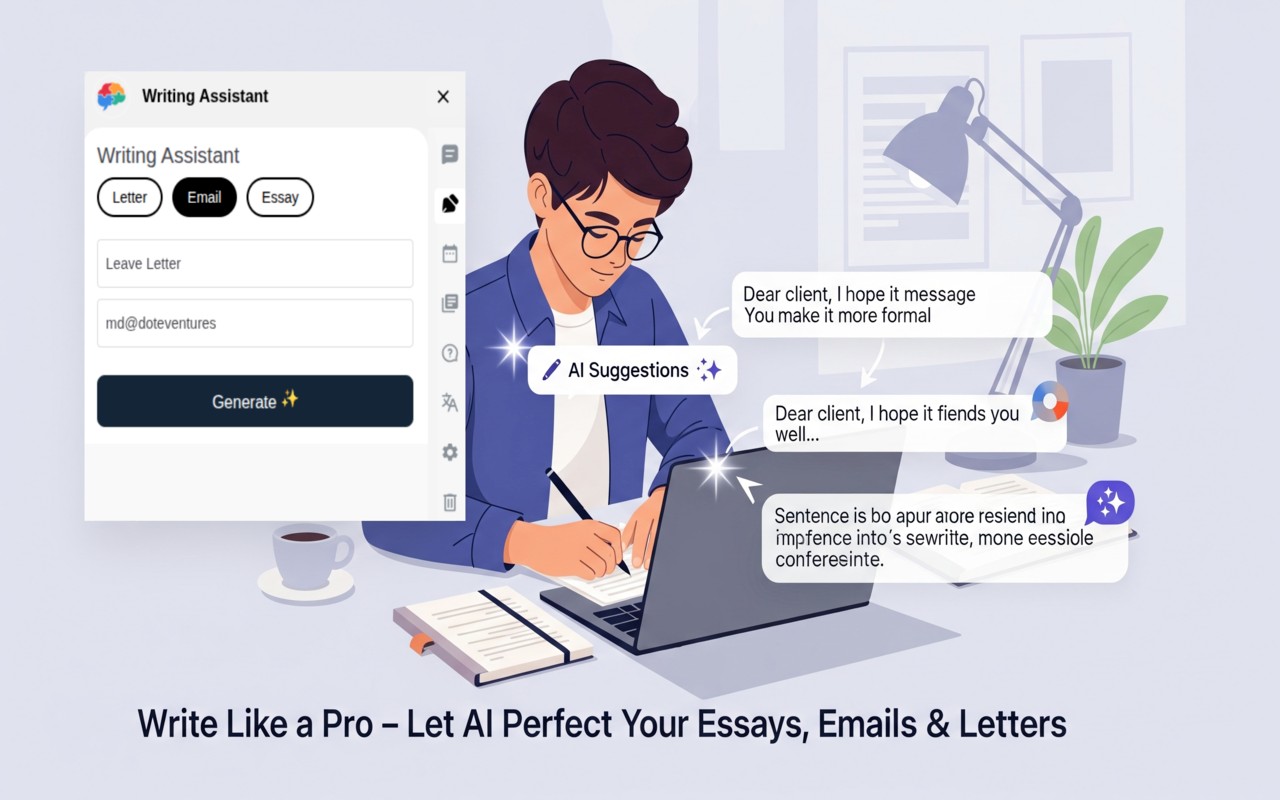 Writing Assistant
Writing Assistant
Letter
Email
Essay
Leave Letter
md@doteventures
Generate
AI Suggestions
Dear client, I hope it message
You make it more formal
Dear client, I hope it fiends you
well...
Sentence is bo apur arore resiend ing
impfence into's sewritte, mone eessiole
conferesinte.
Write Like a Pro – Let AI Perfect Your Essays, Emails & Letters